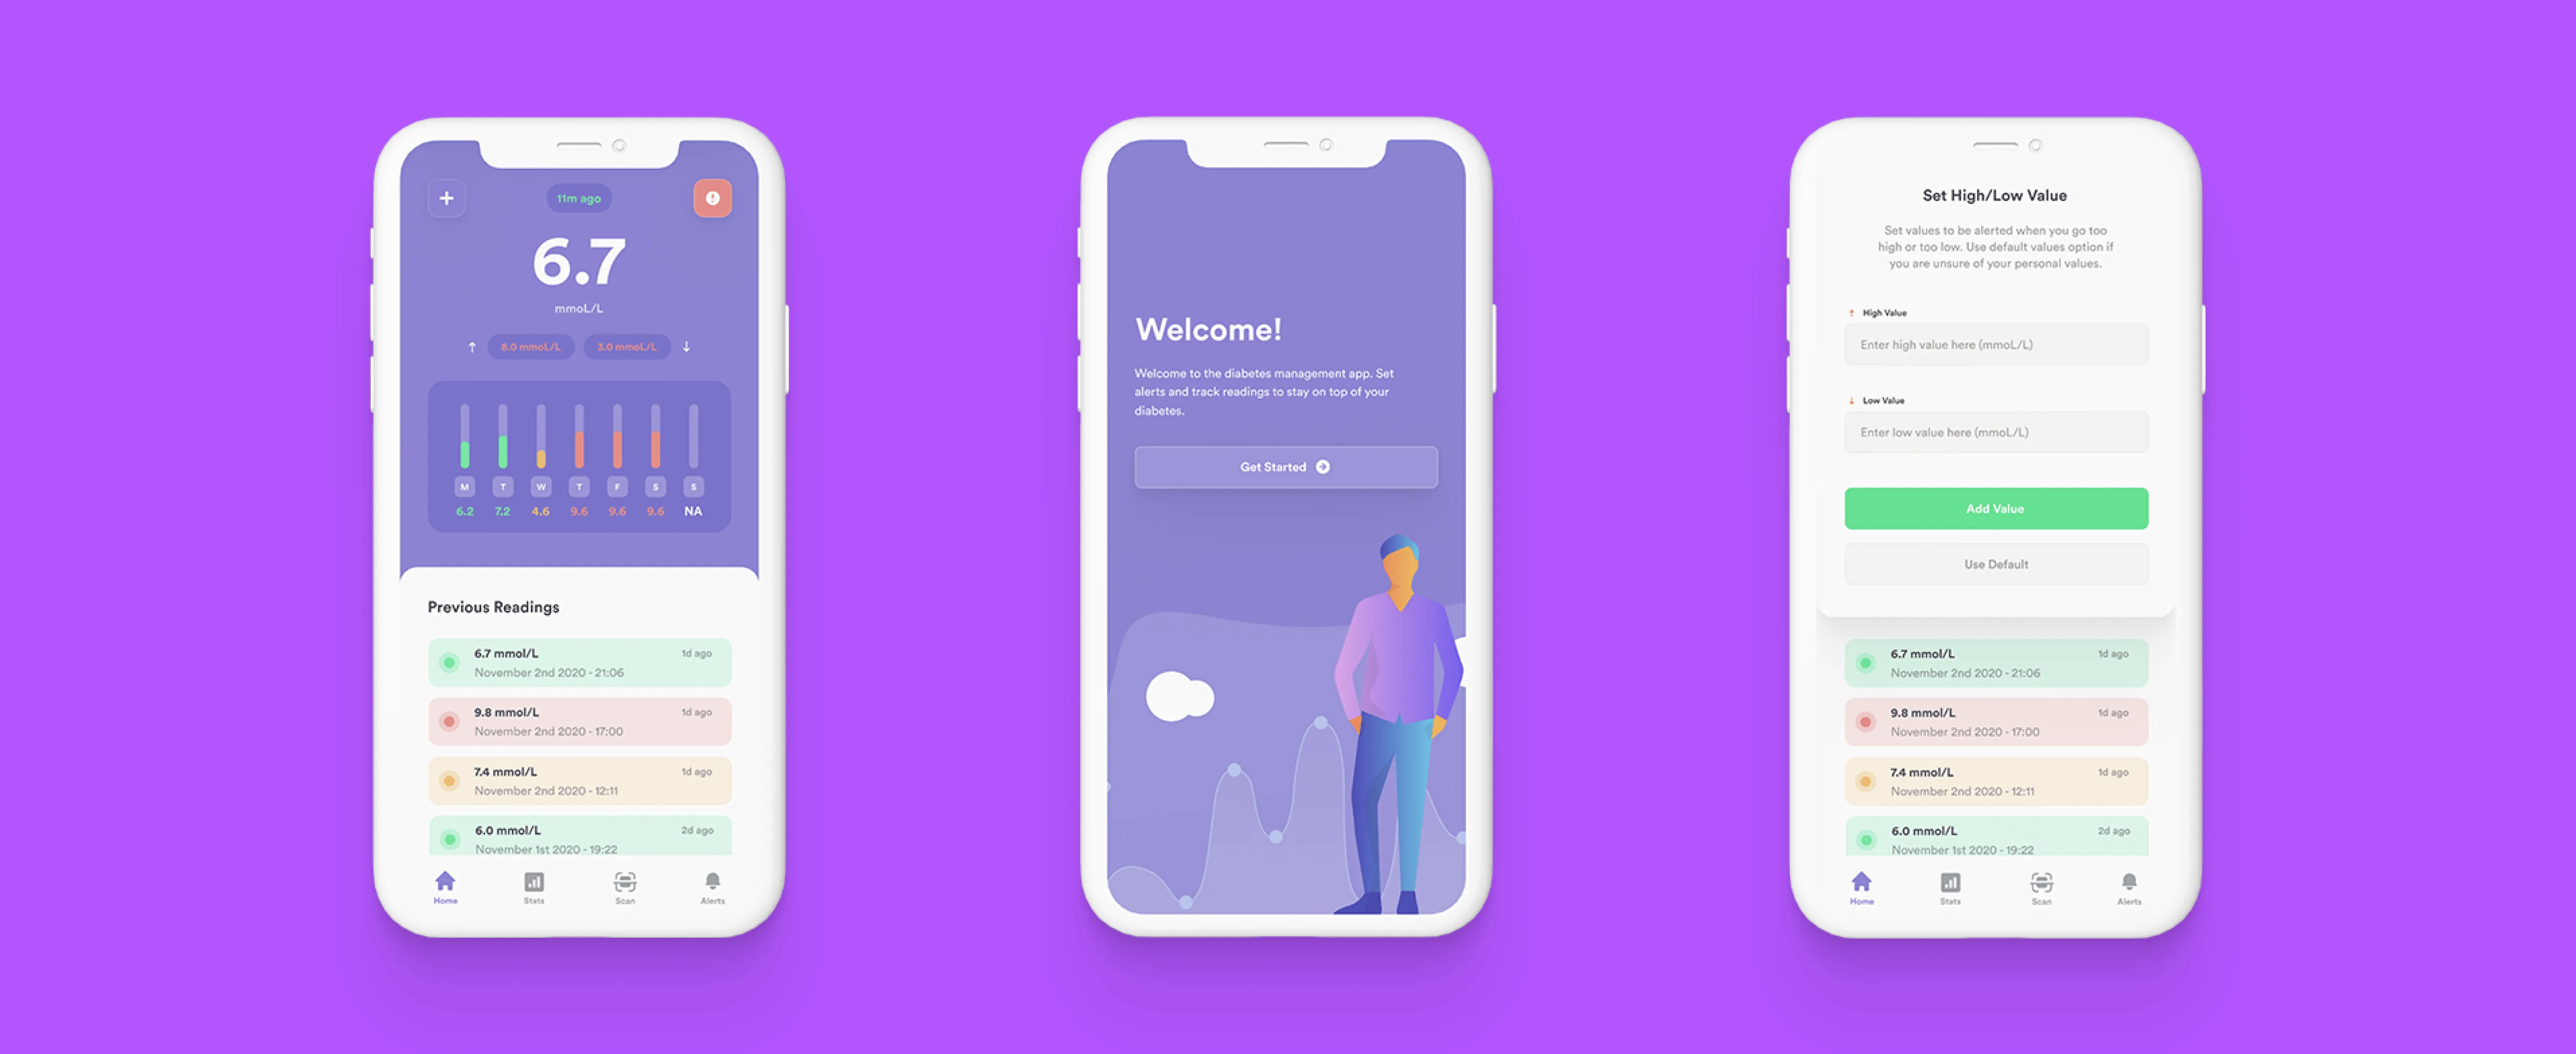 11m ago
6.7
mmoL/L
8.0 mmoL/L 3.0 mmoL/L
M T W T F S S
6.2 7.2 4.6 9.6 9.6 9.6 NA
Previous Readings
6.7 mmol/L 1d ago
November 2nd 2020 - 21:06
9.8 mmol/L 1d ago
November 2nd 2020 - 17:00
7.4 mmol/L 1d ago
November 2nd 2020 - 12:11
6.0 mmol/L 2d ago
November 1st 2020 - 19:22
Home Stats Scan Alerts
Welcome!
Welcome to the diabetes management app. Set
alerts and track readings to stay on top of your
diabetes.
Get Started
Set High/Low Value
Set values to be alerted when you go too
high or too low. Use default values option if
you are unsure of your personal values.
High Value
Enter high value here (mmoL/L)
Low Value
Enter low value here (mmoL/L)
Add Value
Use Default
6.7 mmol/L 1d ago
November 2nd 2020 - 21:06
9.8 mmol/L 1d ago
November 2nd 2020 - 17:00
7.4 mmol/L 1d ago
November 2nd 2020 - 12:11
6.0 mmol/L 2d ago
November 1st 2020 - 19:22
Home Stats Scan Alerts